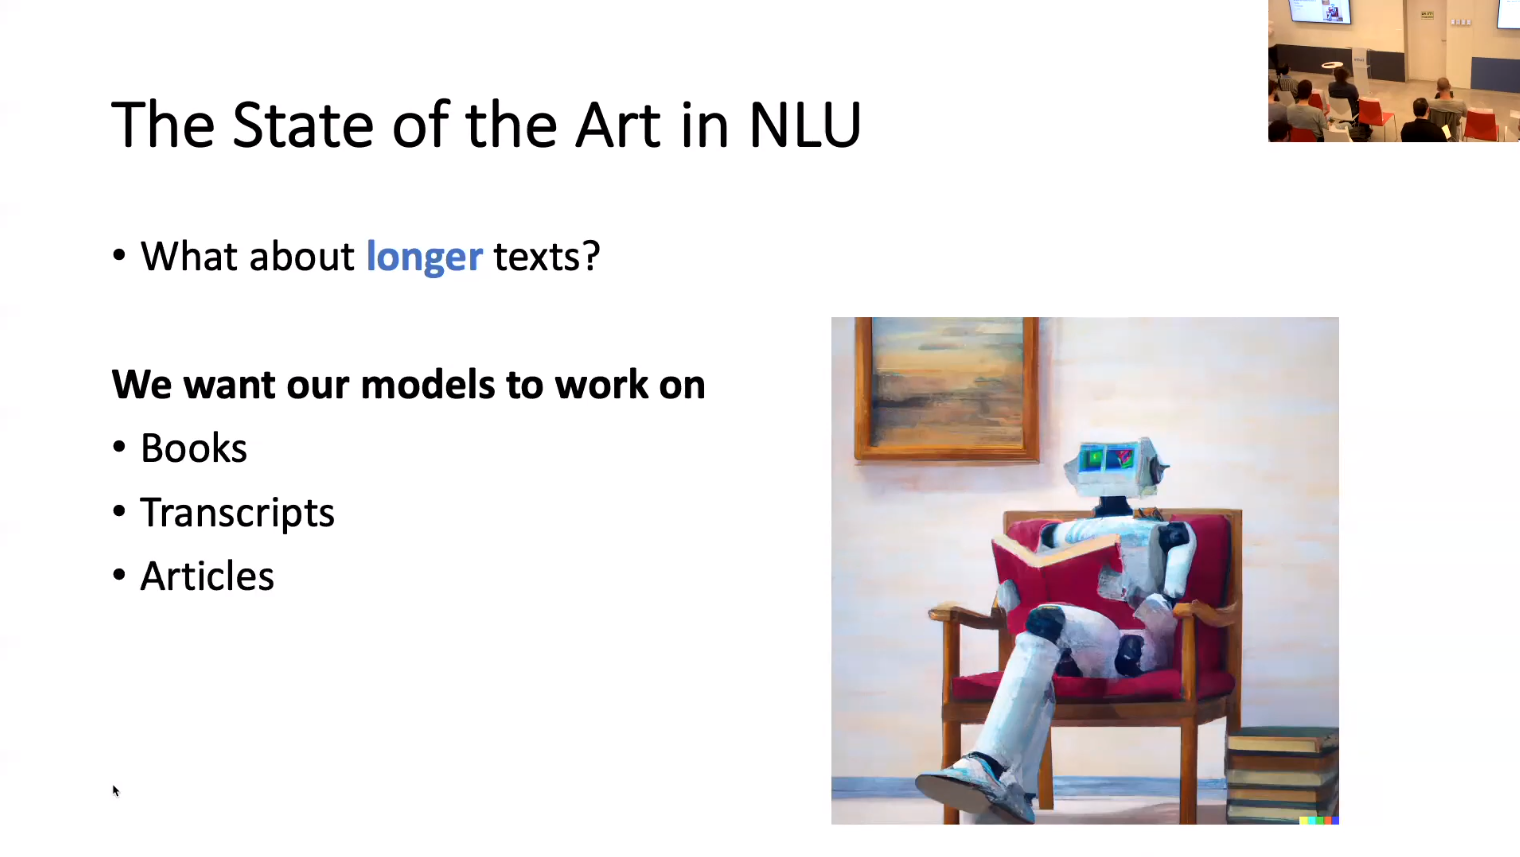 The State of the Art in NLU
• What about longer texts?
We want our models to work on
• Books
• Transcripts
• Articles